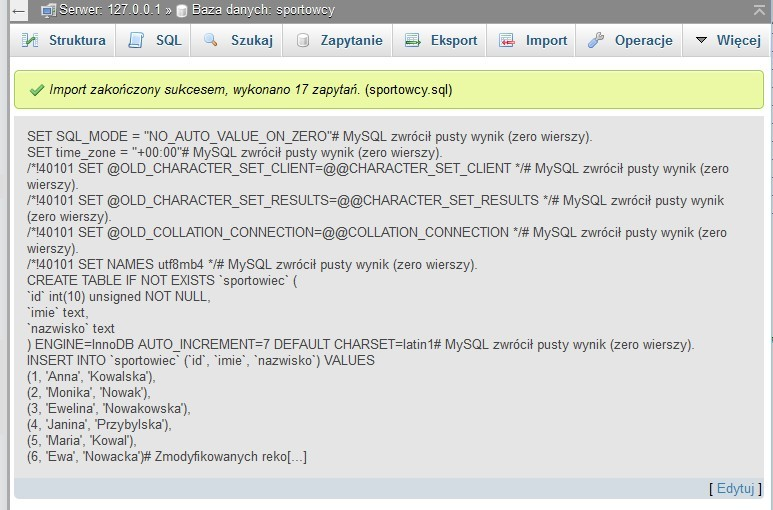 Serwer: 127.0.0.1 » Baza danych: sportowcy
Struktura SQL Szukaj Zapytanie Eksport Import Operacje Więcej
Import zakończony sukcesem, wykonano 17 zapytań. (sportowcy.sql)
SET SQL_MODE = "NO_AUTO_VALUE_ON_ZERO"# MySQL zwrócił pusty wynik (zero wierszy).
SET time_zone = "+00:00"# MySQL zwrócił pusty wynik (zero wierszy).
/*!40101 SET @OLD_CHARACTER_SET_CLIENT=@@CHARACTER_SET_CLIENT */# MySQL zwrócił pusty wynik (zero
wierszy).
/*!40101 SET @OLD_CHARACTER_SET_RESULTS=@@CHARACTER_SET_RESULTS */# MySQL zwrócił pusty wynik
(zero wierszy).
/*!40101 SET @OLD_COLLATION_CONNECTION=@@COLLATION_CONNECTION */# MySQL zwrócił pusty wynik (zero
wierszy).
/*!40101 SET NAMES utf8mb4 */# MySQL zwrócił pusty wynik (zero wierszy).
CREATE TABLE IF NOT EXISTS `sportowiec` (
`id` int(10) unsigned NOT NULL,
`imie` text,
`nazwisko` text
) ENGINE=InnoDB AUTO_INCREMENT=7 DEFAULT CHARSET=latin1# MySQL zwrócił pusty wynik (zero wierszy).
INSERT INTO `sportowiec` (`id`, `imie`, `nazwisko`) VALUES
(1, 'Anna', 'Kowalska'),
(2, 'Monika', 'Nowak'),
(3, 'Ewelina', 'Nowakowska'),
(4, 'Janina', 'Przybylska'),
(5, 'Maria', 'Kowal'),
(6, 'Ewa', 'Nowacka')# Zmodyfikowanych reko[...]
[ Edytuj ]